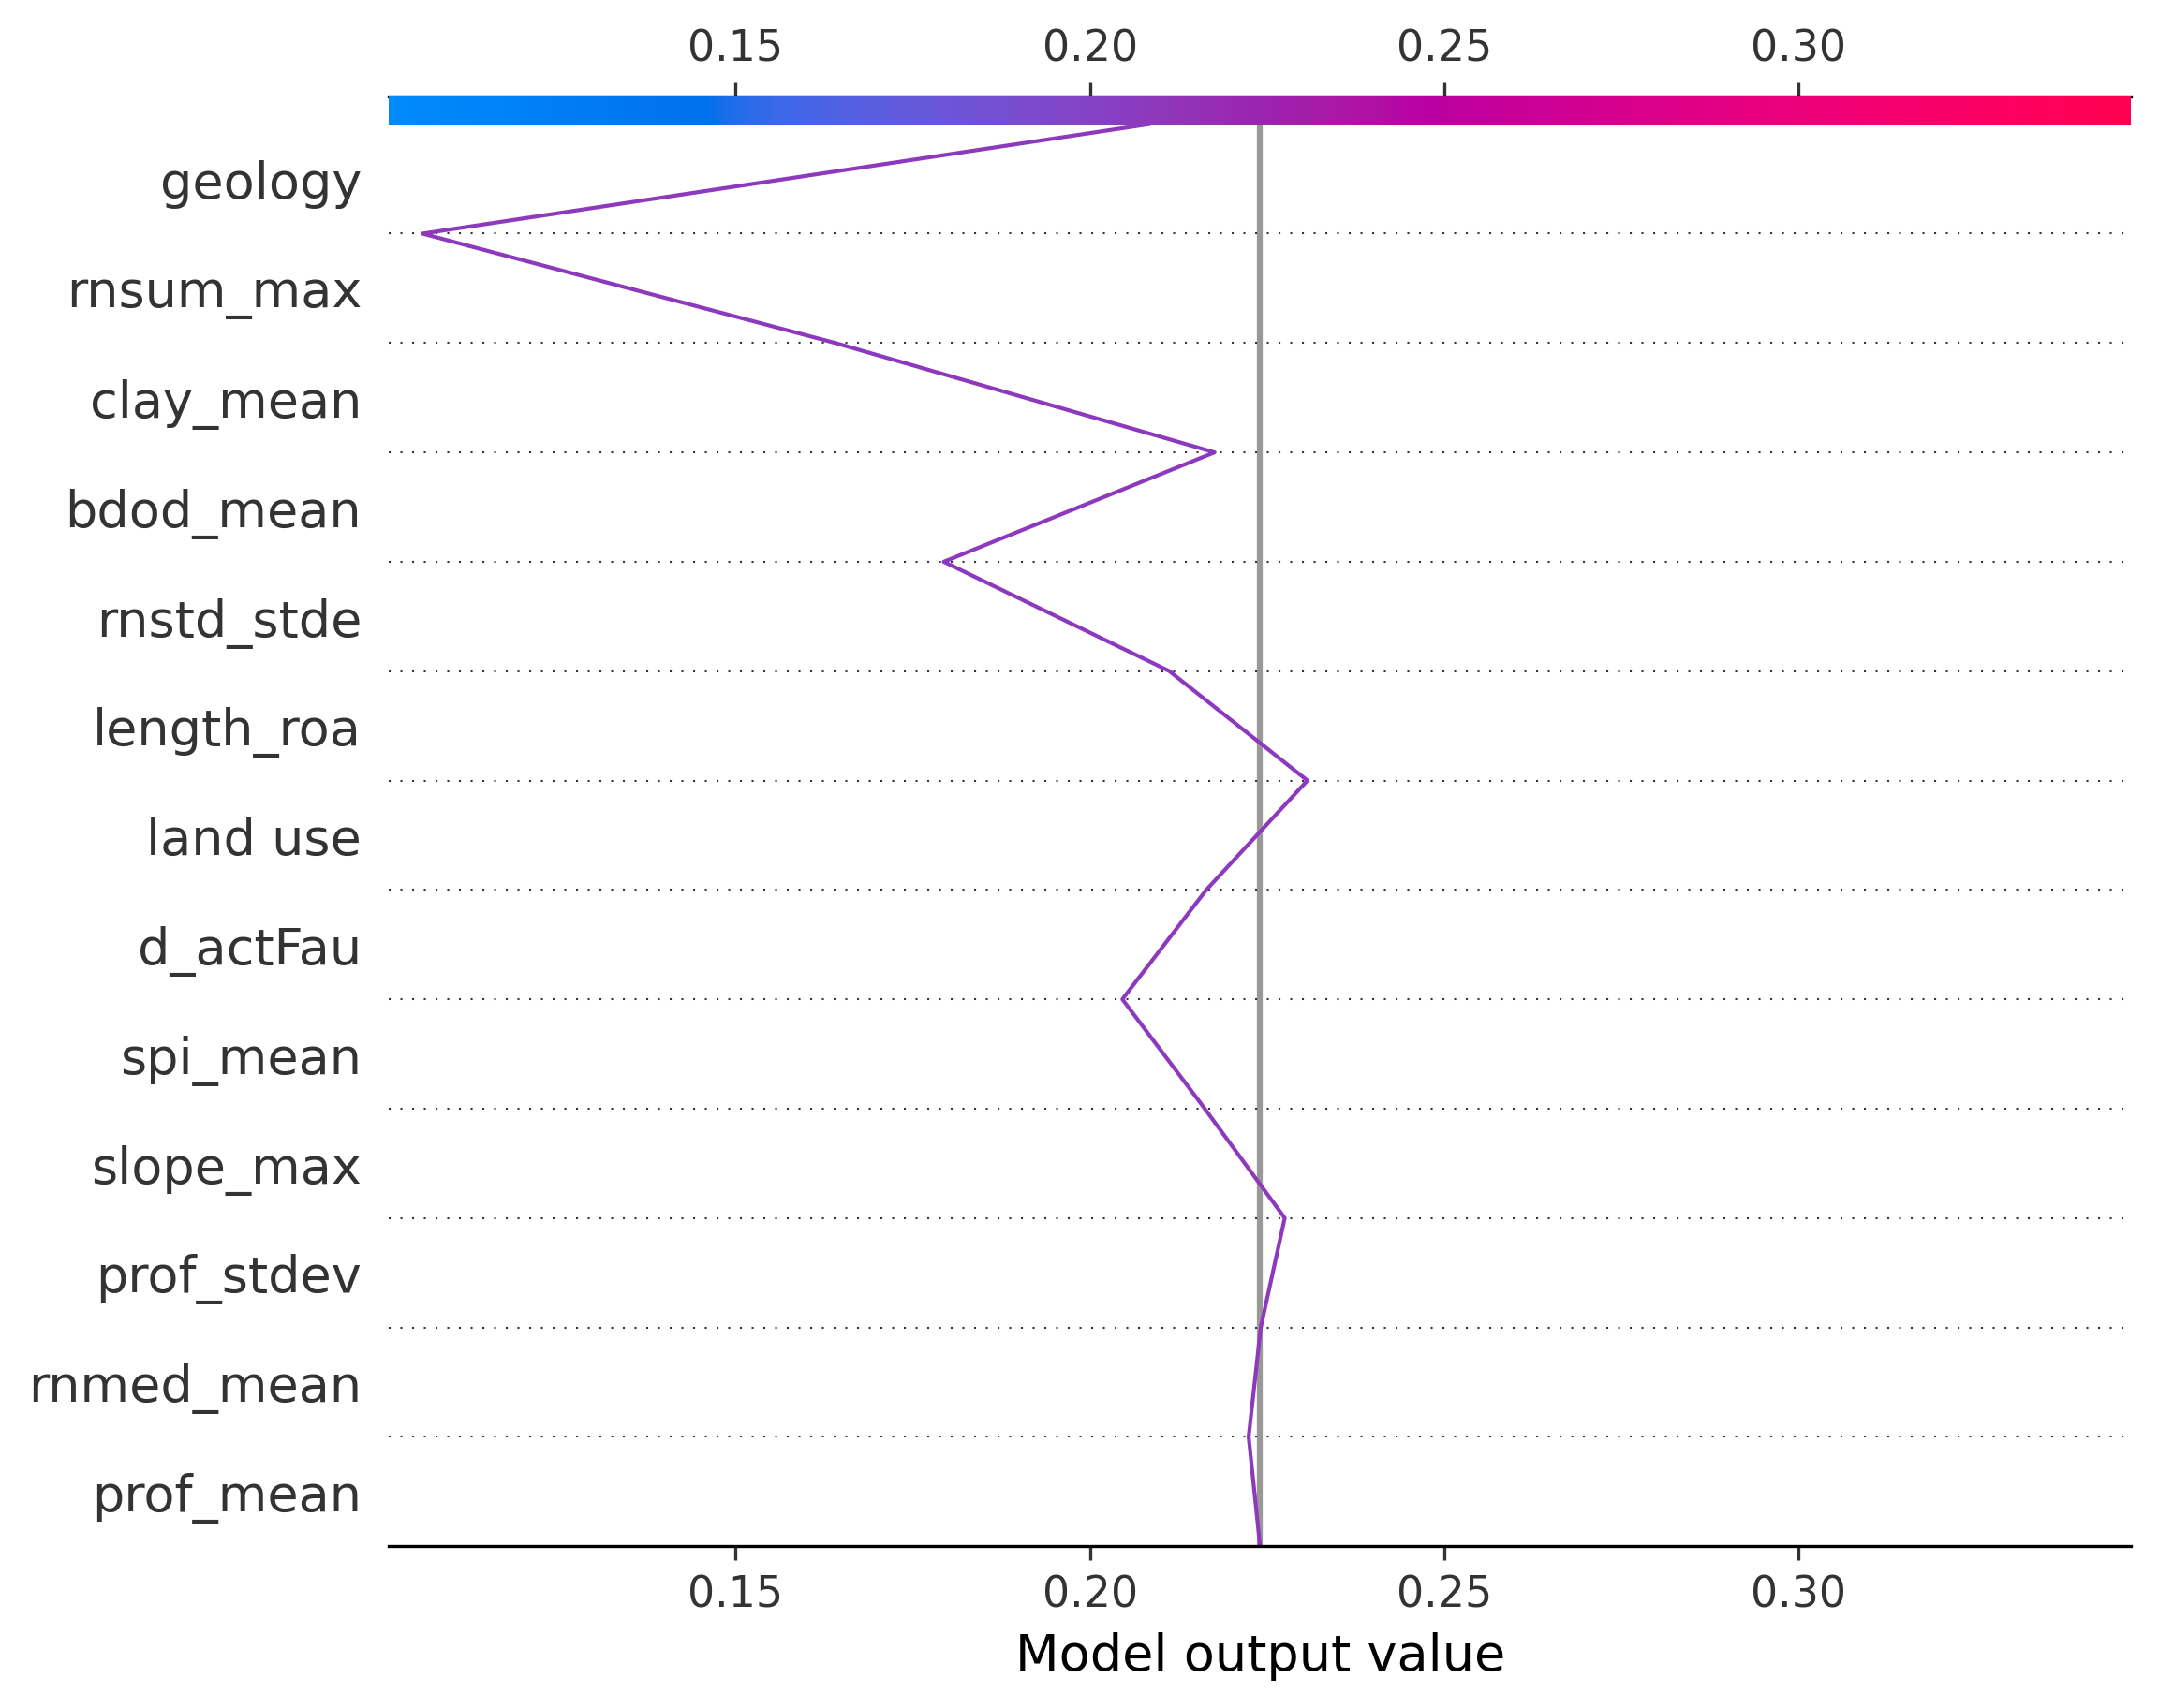 0.15 0.20 0.25 0.30
geology
rnsum_max
clay_mean
bdod_mean
rnstd_stde
length_roa
land use
d_actFau
spi_mean
slope_max
prof_stdev
rnmed_mean
prof_mean
0.15 0.20 0.25 0.30
Model output value